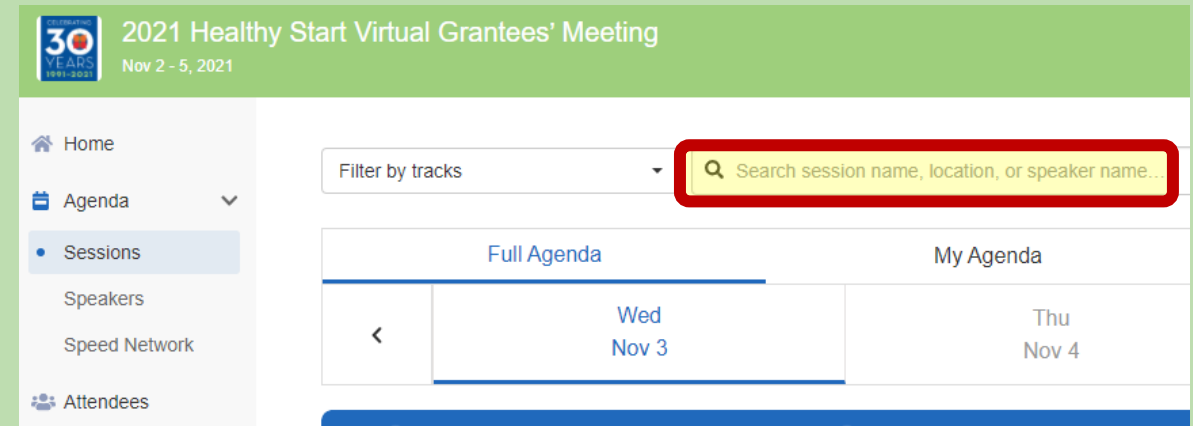 CELEBRATING
30
YEARS
1991-2021
2021 Healthy Start Virtual Grantees’ Meeting
Nov 2 - 5, 2021
Home
Agenda
Sessions
Speakers
Speed Network
Attendees
Filter by tracks
Search session name, location, or speaker name...
Full Agenda
My Agenda
Wed
Nov 3
Thu
Nov 4